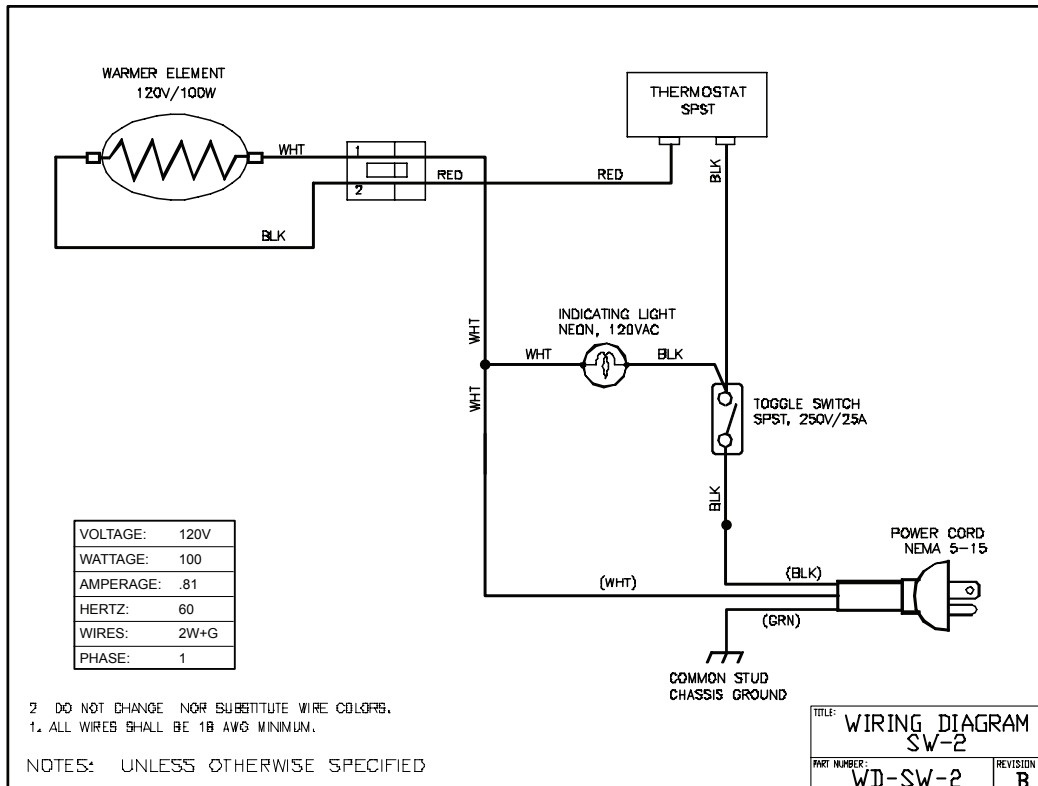 WARMER ELEMENT
120V/100W
THERMOSTAT
SPST
WHT
1
RED
RED
2
BLK
BLK
INDICATING LIGHT
NEON, 120VAC
WHT
WHT
BLK
WHT
TOGGLE SWITCH
SPST, 250V/25A
BLK
VOLTAGE: 120V
WATTAGE: 100
AMPERAGE: .81
HERTZ: 60
WIRES: 2W+G
PHASE: 1
POWER CORD
NEMA 5-15
(BLK)
(WHT)
(GRN)
COMMON STUD
CHASSIS GROUND
2 DO NOT CHANGE NOR SUBSTITUTE WIRE COLORS.
1. ALL WIRES SHALL BE 18 AWG MINIMUM.
NOTES: UNLESS OTHERWISE SPECIFIED
TITLE: WIRING DIAGRAM
SW-2
PART NUMBER: WD-SW-2
REVISION B